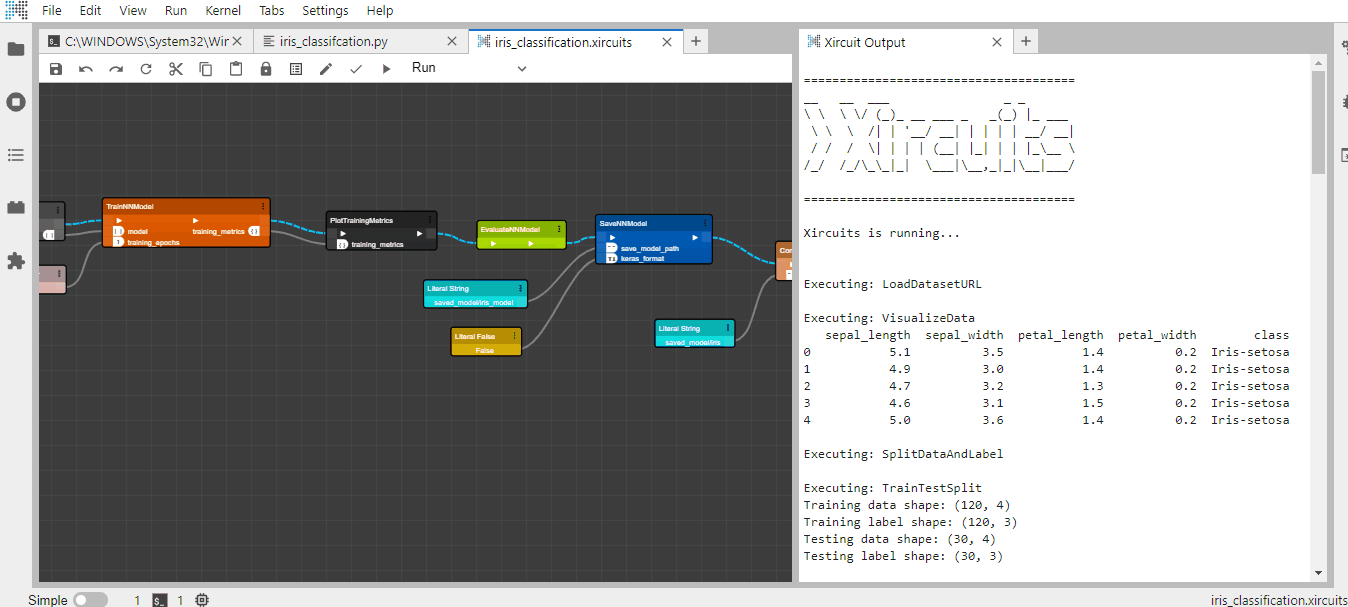 File Edit View Run Kernel Tabs Settings Help
C:\WINDOWS\System32\Wir
iris_classifcation.py
iris_classification.xircuits
Xircuit Output
Run
TrainNNModel
model
training_metrics
training_epochs
PlotTrainingMetrics
training_metrics
EvaluateNNModel
SaveNNModel
save_model_path
keras_format
Literal String
saved_model/iris_model
Literal False
False
Literal String
saved_model/iris
Con
======================================
Xircuits
======================================
Xircuits is running...
Executing: LoadDatasetURL
Executing: VisualizeData
sepal_length sepal_width petal_length petal_width class
0 5.1 3.5 1.4 0.2 Iris-setosa
1 4.9 3.0 1.4 0.2 Iris-setosa
2 4.7 3.2 1.3 0.2 Iris-setosa
3 4.6 3.1 1.5 0.2 Iris-setosa
4 5.0 3.6 1.4 0.2 Iris-setosa
Executing: SplitDataAndLabel
Executing: TrainTestSplit
Training data shape: (120, 4)
Training label shape: (120, 3)
Testing data shape: (30, 4)
Testing label shape: (30, 3)
Simple 1 1
iris_classification.xircuits